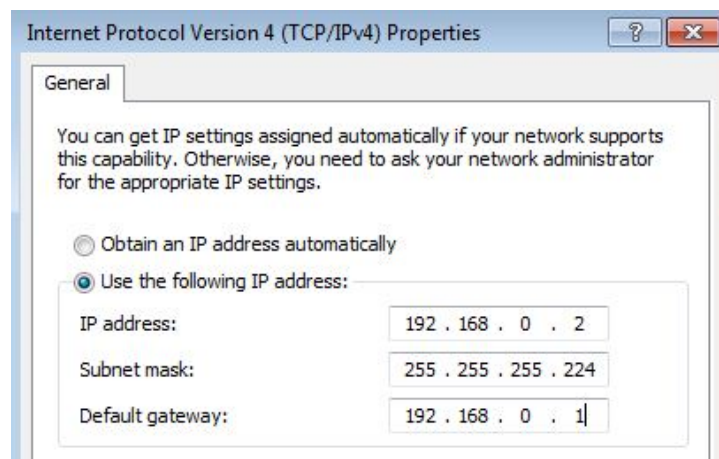 Internet Protocol Version 4 (TCP/IPv4) Properties
General
You can get IP settings assigned automatically if your network supports
this capability. Otherwise, you need to ask your network administrator
for the appropriate IP settings.
Obtain an IP address automatically
Use the following IP address:
IP address: 192 . 168 . 0 . 2
Subnet mask: 255 . 255 . 255 . 224
Default gateway: 192 . 168 . 0 . 1